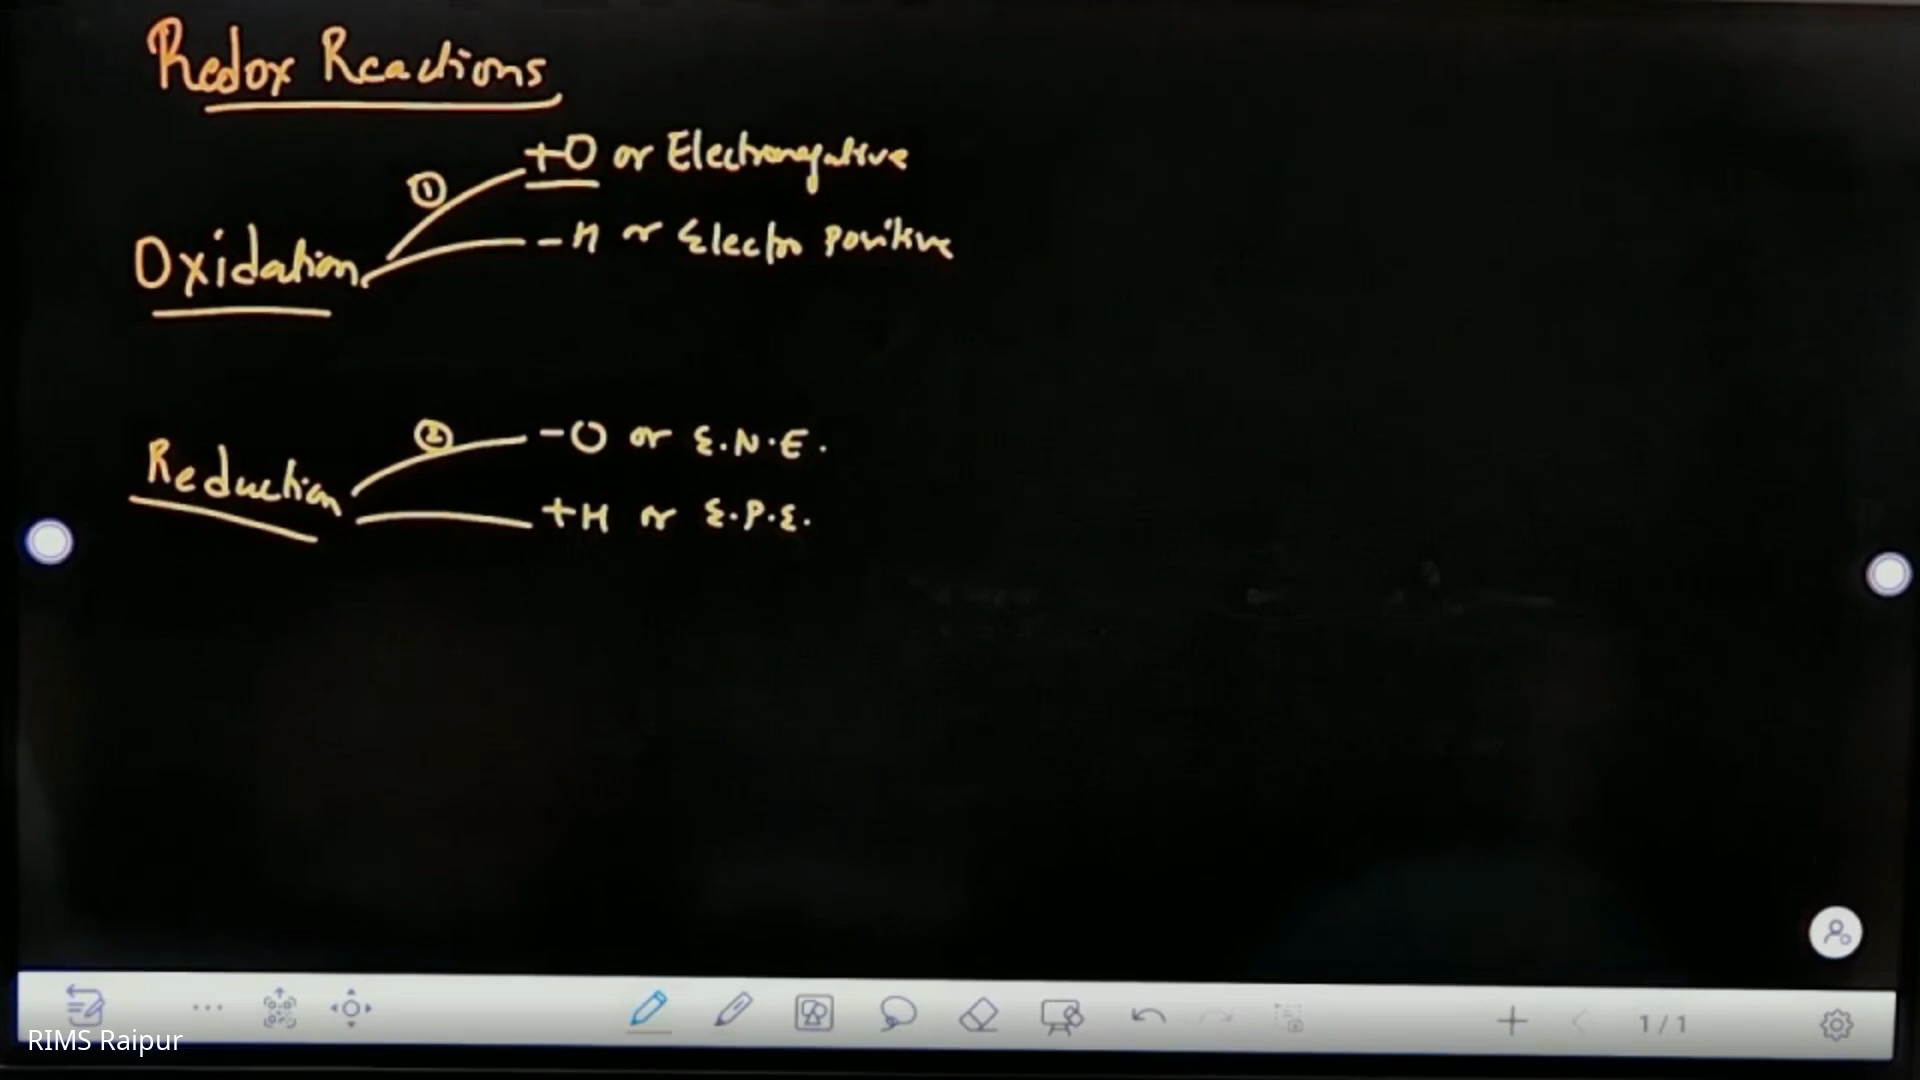 Redox Reactions
① +O or Electronegative
Oxidation -H or Electro Positive
② -O or E.N.E.
Reduction +H or E.P.E.
1/1
RIMS Raipur